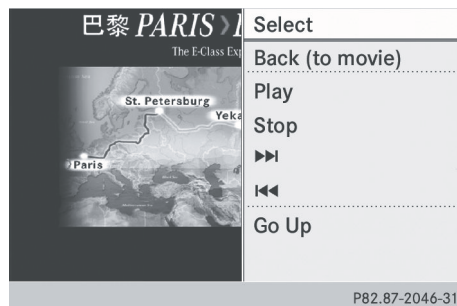 巴黎 PARIS
The E-Class Exp
St. Petersburg
Yeka
Paris
Select
Back (to movie)
Play
Stop
Go Up
P82.87-2046-31